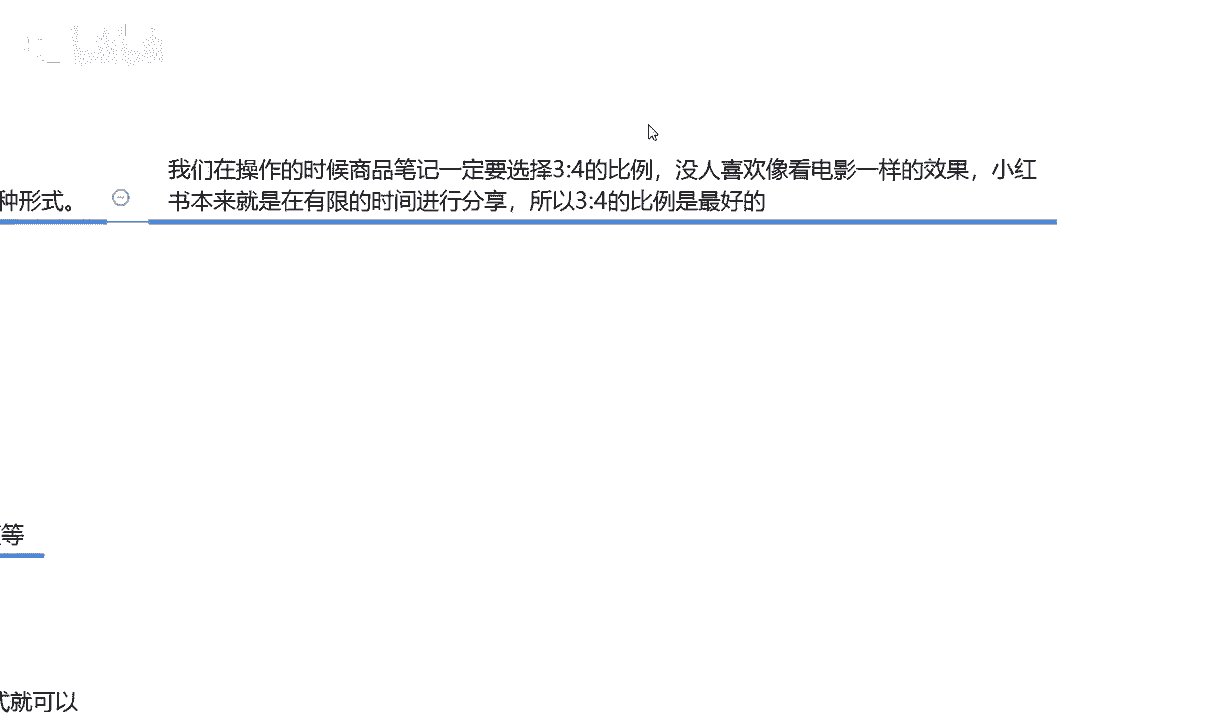 我们在操作的时候商品笔记一定要选择3:4的比例，没人喜欢像看电影一样的效果，小红
种形式。
书本来就是在有限的时间进行分享，所以3:4的比例是最好的
等
式就可以